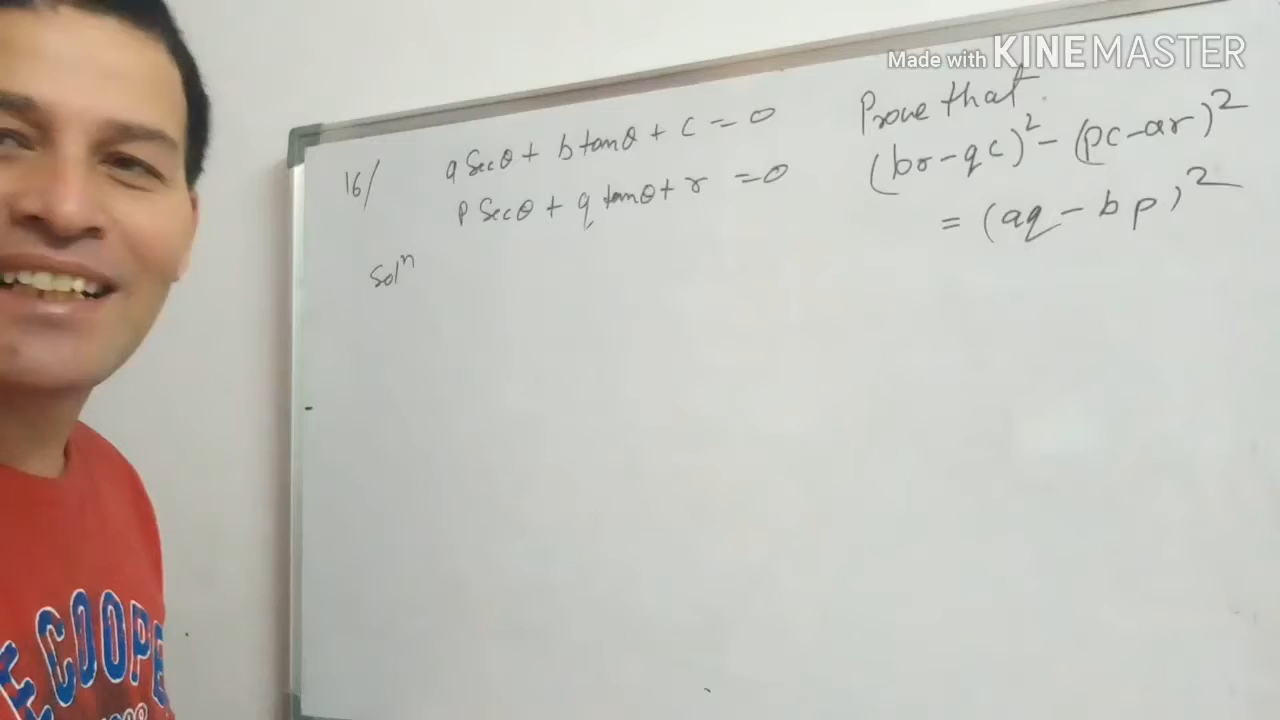 Made with KINEMASTER
16/ a Secθ + b tanθ + c = 0
p Secθ + q tanθ + r = 0
Prove that.
(br - qc)² - (pc - ar)²
= (aq - bp)²
Solⁿ
COOPE